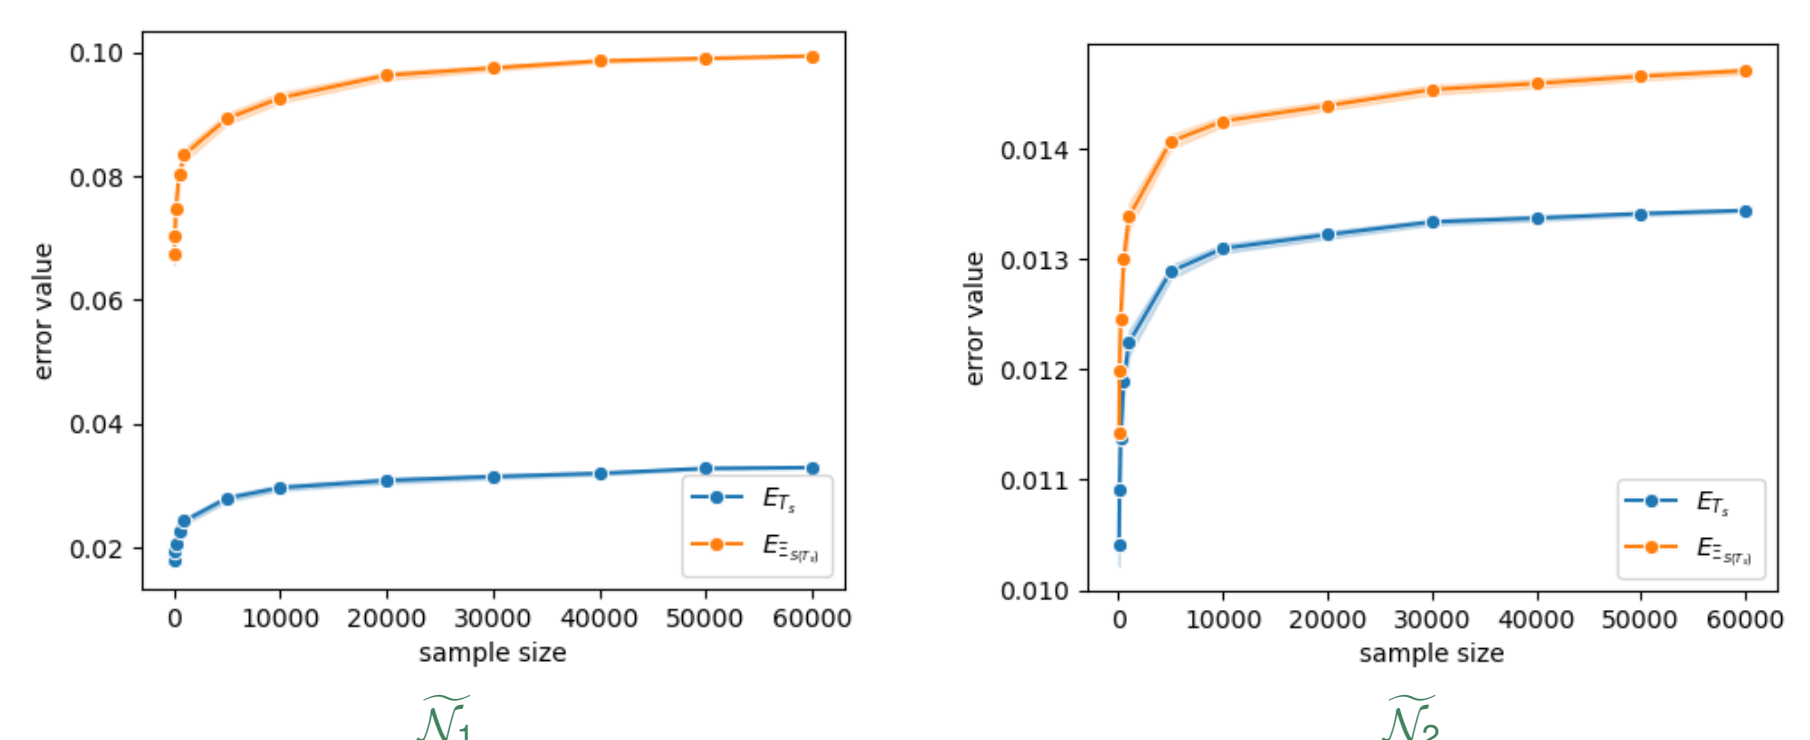 0.10
0.08
0.06
0.04
0.02
error value
0 10000 20000 30000 40000 50000 60000
sample size
E_{T_s}
E_{Ξ_{S(T_s)}}
𝒩̃₁
0.014
0.013
0.012
0.011
0.010
error value
0 10000 20000 30000 40000 50000 60000
sample size
E_{T_s}
E_{Ξ_{S(T_s)}}
𝒩̃₂